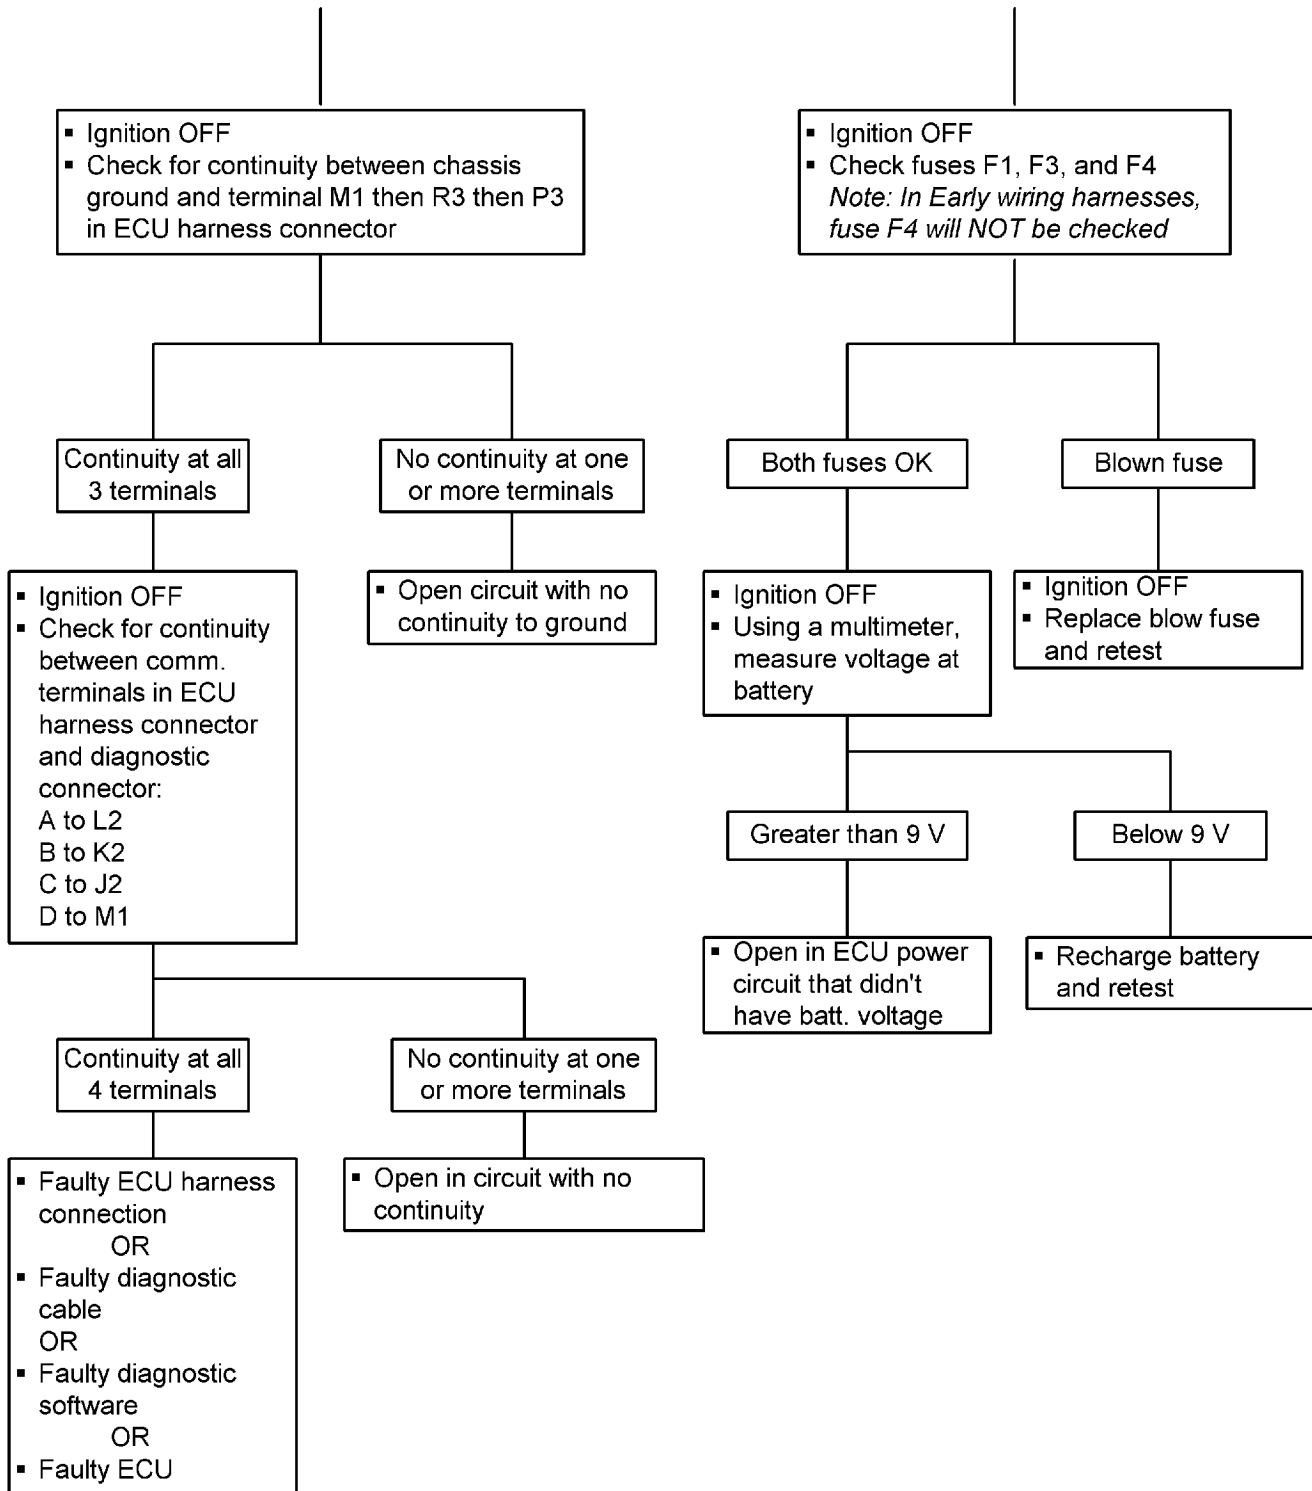 ▪ Ignition OFF
▪ Check for continuity between chassis
ground and terminal M1 then R3 then P3
in ECU harness connector
▪ Ignition OFF
▪ Check fuses F1, F3, and F4
Note: In Early wiring harnesses,
fuse F4 will NOT be checked
Continuity at all
3 terminals
No continuity at one
or more terminals
Both fuses OK
Blown fuse
▪ Ignition OFF
▪ Check for continuity
between comm.
terminals in ECU
harness connector
and diagnostic
connector:
A to L2
B to K2
C to J2
D to M1
▪ Open circuit with no
continuity to ground
▪ Ignition OFF
▪ Using a multimeter,
measure voltage at
battery
▪ Ignition OFF
▪ Replace blow fuse
and retest
Greater than 9 V
Below 9 V
▪ Open in ECU power
circuit that didn't
have batt. voltage
▪ Recharge battery
and retest
Continuity at all
4 terminals
No continuity at one
or more terminals
▪ Faulty ECU harness
connection
OR
▪ Faulty diagnostic
cable
OR
▪ Faulty diagnostic
software
OR
▪ Faulty ECU
▪ Open in circuit with no
continuity